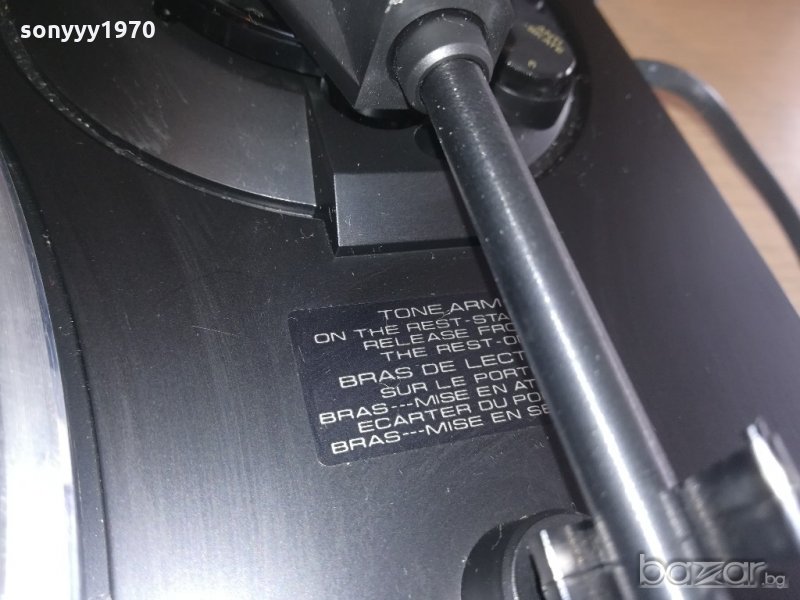 sonyyy1970
TONE ARM
ON THE REST-STA
RELEASE FRO
THE REST-O
BRAS DE LECT
SUR LE PORT
BRAS---MISE EN AT
ECARTER DU PO
BRAS---MISE EN SE
bazar.bg